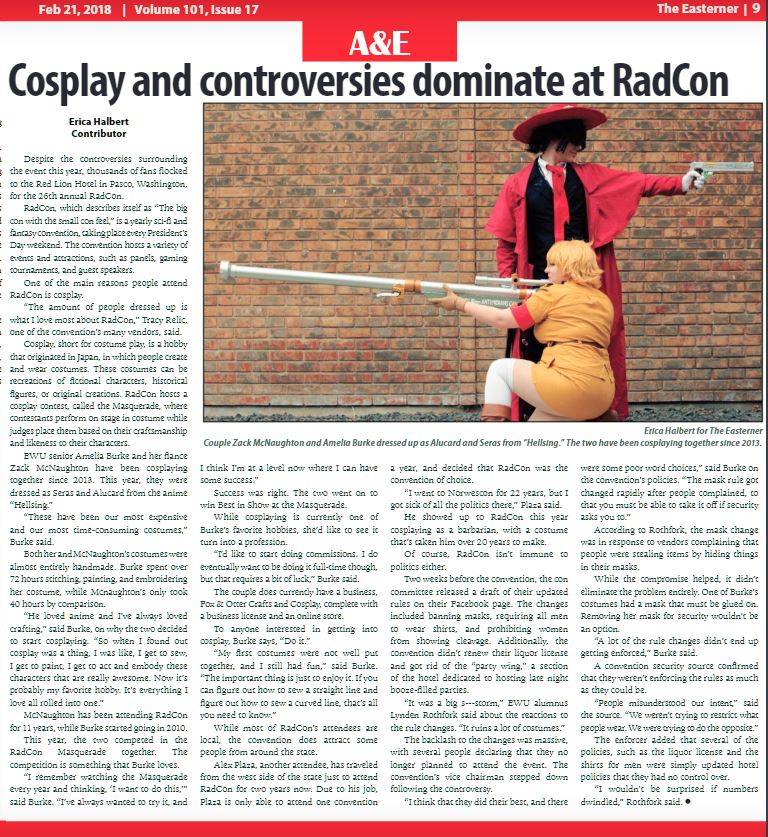 Feb 21, 2018 | Volume 101, Issue 17
The Easterner | 9
A&E
Cosplay and controversies dominate at RadCon
Erica Halbert
Contributor
Despite the controversies surrounding
the event this year, thousands of fans flocked
to the Red Lion Hotel in Pasco, Washington,
for the 26th annual RadCon.
RadCon, which describes itself as “The big
con with the small con feel,” is a yearly sci-fi and
fantasy convention, taking place every President’s
Day weekend. The convention hosts a variety of
events and attractions, such as panels, gaming
tournaments, and guest speakers.
One of the main reasons people attend
RadCon is cosplay.
“The amount of people dressed up is
what I love most about RadCon,” Tracy Relic,
one of the convention’s many vendors, said.
Cosplay, short for costume play, is a hobby
that originated in Japan, in which people create
and wear costumes. These costumes can be
recreations of fictional characters, historical
figures, or original creations. RadCon hosts a
cosplay contest, called the Masquerade, where
contestants perform on stage in costume while
judges place them based on their craftsmanship
and likeness to their characters.
EWU senior Amelia Burke and her fiance
Zack McNaughton have been cosplaying
together since 2013. This year, they were
dressed as Seras and Alucard from the anime
“Hellsing.”
“These have been our most expensive
and our most time-consuming costumes,”
Burke said.
Both her and McNaughton’s costumes were
almost entirely handmade. Burke spent over
72 hours stitching, painting, and embroidering
her costume, while Mcnaughton’s only took
40 hours by comparison.
“He loved anime and I’ve always loved
crafting,” said Burke, on why the two decided
to start cosplaying. “So when I found out
cosplay was a thing, I was like, I get to sew,
I get to paint, I get to act and embody these
characters that are really awesome. Now it’s
probably my favorite hobby. It’s everything I
love all rolled into one.”
McNaughton has been attending RadCon
for 11 years, while Burke started going in 2010.
This year, the two competed in the
RadCon Masquerade together. The
competition is something that Burke loves.
“I remember watching the Masquerade
every year and thinking, ‘I want to do this,’”
said Burke. “I’ve always wanted to try it, and
Erica Halbert for The Easterner
Couple Zack McNaughton and Amelia Burke dressed up as Alucard and Seras from “Hellsing.” The two have been cosplaying together since 2013.
I think I’m at a level now where I can have
some success.”
Success was right. The two went on to
win Best in Show at the Masquerade.
While cosplaying is currently one of
Burke’s favorite hobbies, she’d like to see it
turn into a profession.
“I’d like to start doing commissions. I do
eventually want to be doing it full-time though,
but that requires a bit of luck,” Burke said.
The couple does currently have a business,
Fox & Otter Crafts and Cosplay, complete with
a business license and an online store.
To anyone interested in getting into
cosplay, Burke says, “Do it.”
“My first costumes were not well put
together, and I still had fun,” said Burke.
“The important thing is just to enjoy it. If you
can figure out how to sew a straight line and
figure out how to sew a curved line, that’s all
you need to know.”
While most of RadCon’s attendees are
local, the convention does attract some
people from around the state.
Alex Plaza, another attendee, has traveled
from the west side of the state just to attend
RadCon for two years now. Due to his job,
Plaza is only able to attend one convention
a year, and decided that RadCon was the
convention of choice.
“I went to Norwescon for 22 years, but I
got sick of all the politics there,” Plaza said.
He showed up to RadCon this year
cosplaying as a barbarian, with a costume
that’s taken him over 20 years to make.
Of course, RadCon isn’t immune to
politics either.
Two weeks before the convention, the con
committee released a draft of their updated
rules on their Facebook page. The changes
included banning masks, requiring all men
to wear shirts, and prohibiting women
from showing cleavage. Additionally, the
convention didn’t renew their liquor license
and got rid of the “party wing,” a section
of the hotel dedicated to hosting late night
booze-filled parties.
“It was a big s---storm,” EWU alumnus
Lynden Rothfork said about the reactions to
the rule changes. “It ruins a lot of costumes.”
The backlash to the changes was massive,
with several people declaring that they no
longer planned to attend the event. The
convention’s vice chairman stepped down
following the controversy.
“I think that they did their best, and there
were some poor word choices,” said Burke on
the convention’s policies. “The mask rule got
changed rapidly after people complained, to
that you must be able to take it off if security
asks you to.”
According to Rothfork, the mask change
was in response to vendors complaining that
people were stealing items by hiding things
in their masks.
While the compromise helped, it didn’t
eliminate the problem entirely. One of Burke’s
costumes had a mask that must be glued on.
Removing her mask for security wouldn’t be
an option.
“A lot of the rule changes didn’t end up
getting enforced,” Burke said.
A convention security source confirmed
that they weren’t enforcing the rules as much
as they could be.
“People misunderstood our intent,” said
the source. “We weren’t trying to restrict what
people wear. We were trying to do the opposite.”
The enforcer added that several of the
policies, such as the liquor license and the
shirts for men were simply updated hotel
policies that they had no control over.
“I wouldn’t be surprised if numbers
dwindled,” Rothfork said. ●